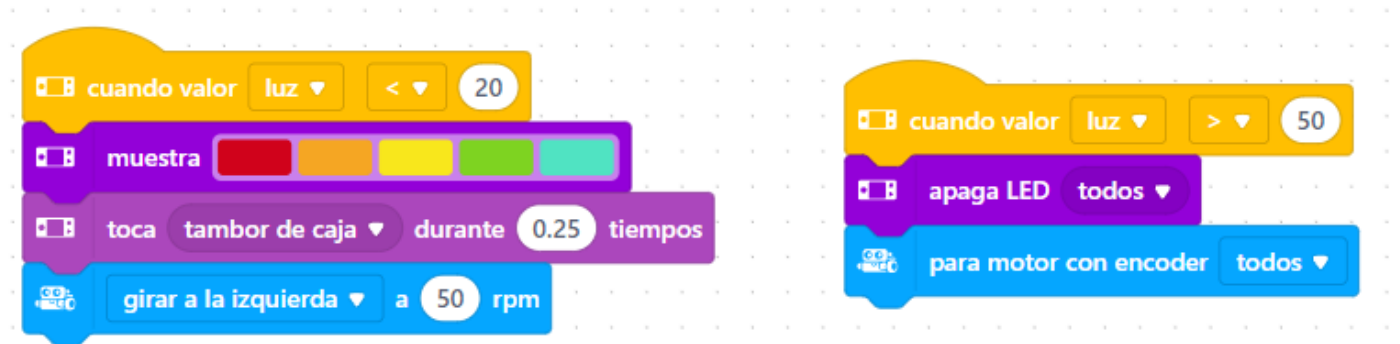 cuando valor luz < 20
muestra
toca tambor de caja durante 0.25 tiempos
girar a la izquierda a 50 rpm
cuando valor luz > 50
apaga LED todos
para motor con encoder todos